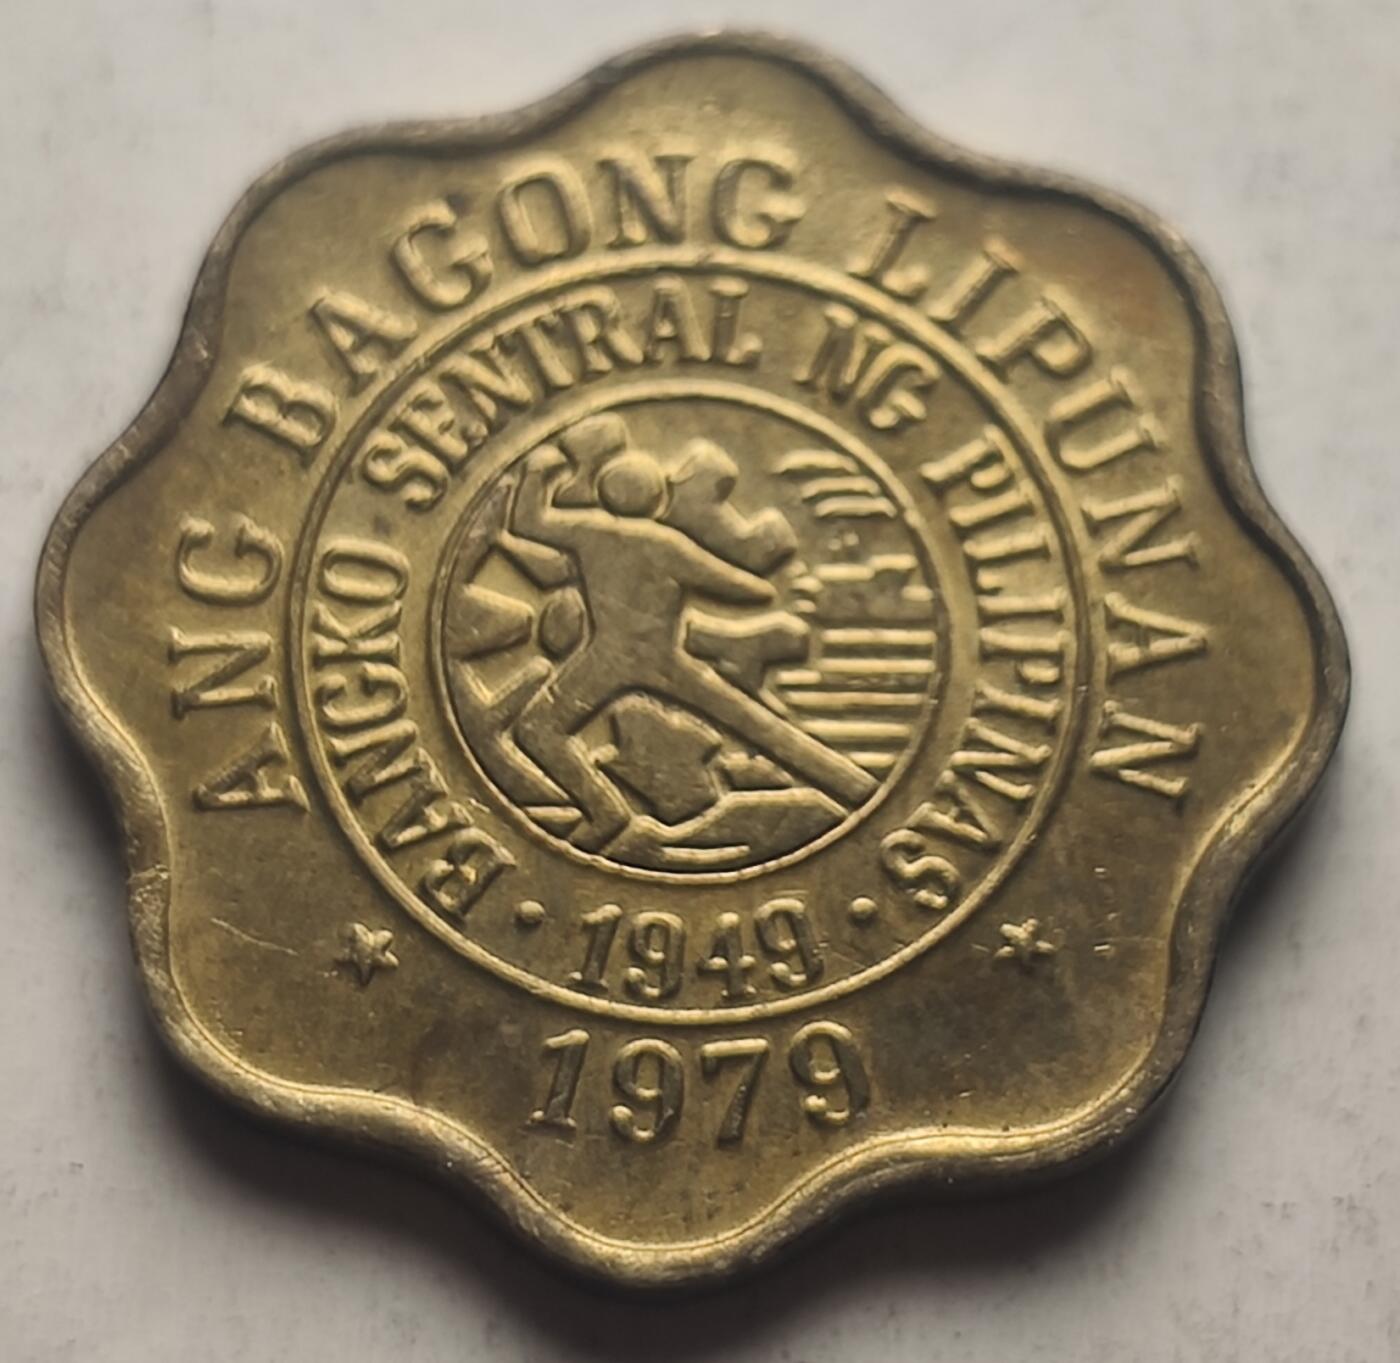 ANG BAGONG LIPUNAN
BANGKO SENTRAL NG PILIPINAS
· 1949 ·
1979